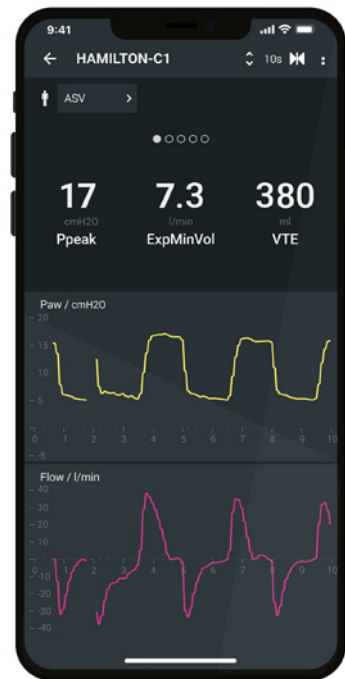 9:41
HAMILTON-C1 10s
ASV
17 7.3 380
cmH2O l/min ml
Ppeak ExpMinVol VTE
Paw / cmH2O
20
15
10
5
0 1 2 3 4 5 6 7 8 9 10
-5
Flow / l/min
40
30
20
10
0 1 2 3 4 5 6 7 8 9 10
-10
-20
-30
-40